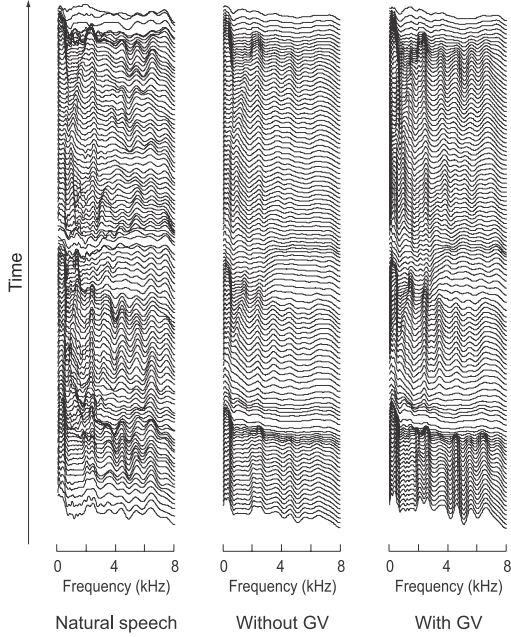 Time
0 4 8 0 4 8 0 4 8
Frequency (kHz) Frequency (kHz) Frequency (kHz)
Natural speech Without GV With GV